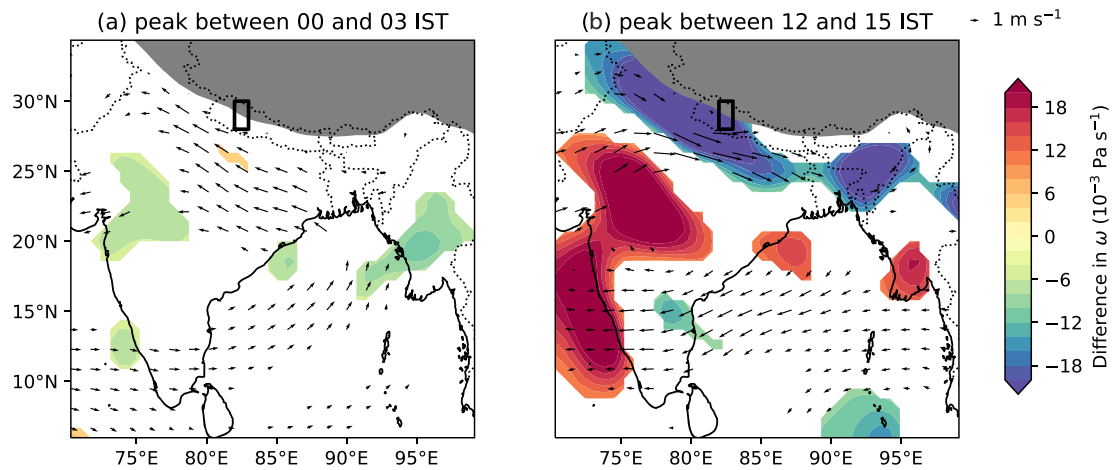 (a) peak between 00 and 03 IST
(b) peak between 12 and 15 IST
1 m s⁻¹
30°N
25°N
20°N
15°N
10°N
75°E 80°E 85°E 90°E 95°E
75°E 80°E 85°E 90°E 95°E
18
12
6
0
−6
−12
−18
Difference in ω (10⁻³ Pa s⁻¹)